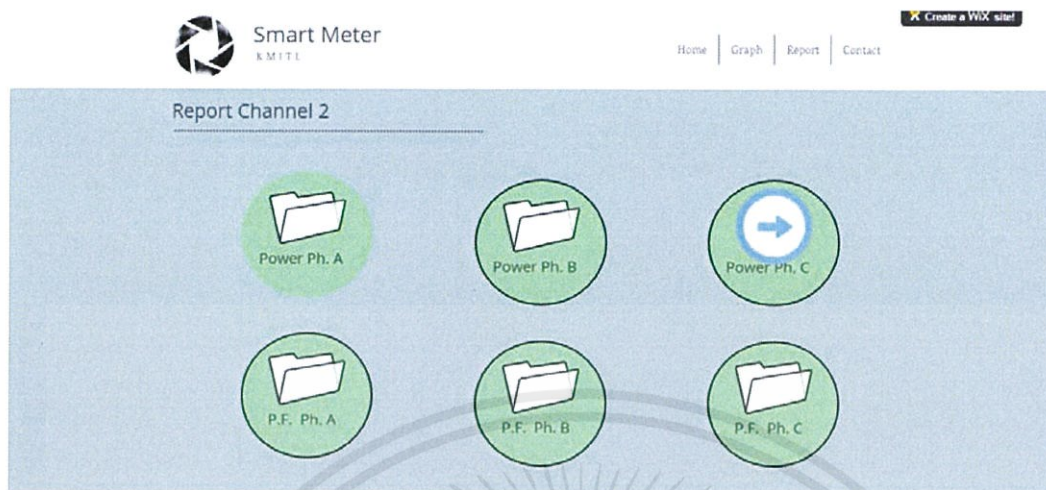 X Create a WiX site!
Smart Meter
KMITL
Home Graph Report Contact
Report Channel 2
Power Ph. A Power Ph. B Power Ph. C
P.F. Ph. A P.F. Ph. B P.F. Ph. C